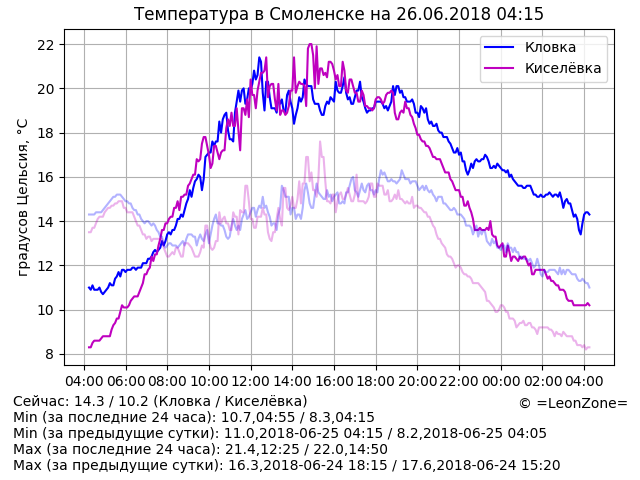 Температура в Смоленске на 26.06.2018 04:15
градусов Цельсия, °C
22
20
18
16
14
12
10
8
Кловка
Киселёвка
04:00 06:00 08:00 10:00 12:00 14:00 16:00 18:00 20:00 22:00 00:00 02:00 04:00
Сейчас: 14.3 / 10.2 (Кловка / Киселёвка)
© =LeonZone=
Min (за последние 24 часа): 10.7,04:55 / 8.3,04:15
Min (за предыдущие сутки): 11.0,2018-06-25 04:15 / 8.2,2018-06-25 04:05
Max (за последние 24 часа): 21.4,12:25 / 22.0,14:50
Max (за предыдущие сутки): 16.3,2018-06-24 18:15 / 17.6,2018-06-24 15:20